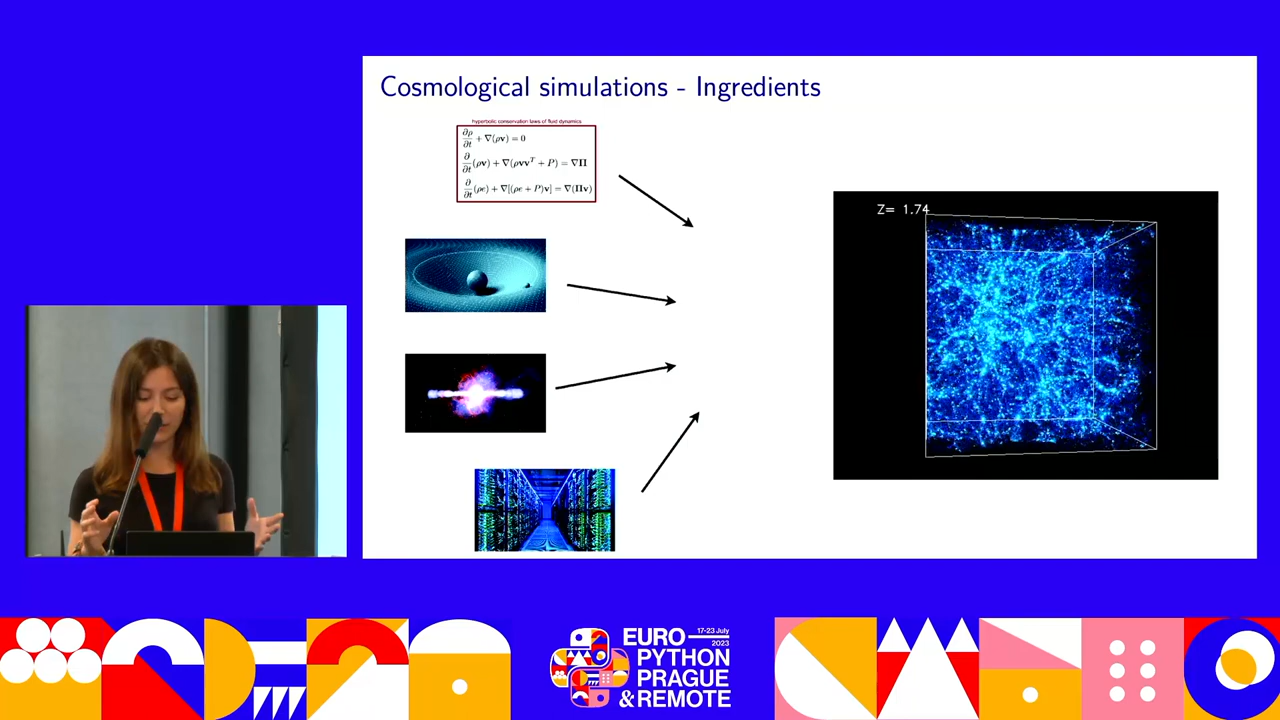 Cosmological simulations - Ingredients
hyperbolic conservation laws of fluid dynamics
∂ρ/∂t + ∇(ρv) = 0
∂/∂t(ρv) + ∇(ρvvᵀ + P) = ∇Π
∂/∂t(ρe) + ∇[(ρe + P)v] = ∇(Πv)
Z= 1.74
17-23 July
2023
EURO
PYTHON
PRAGUE
& REMOTE